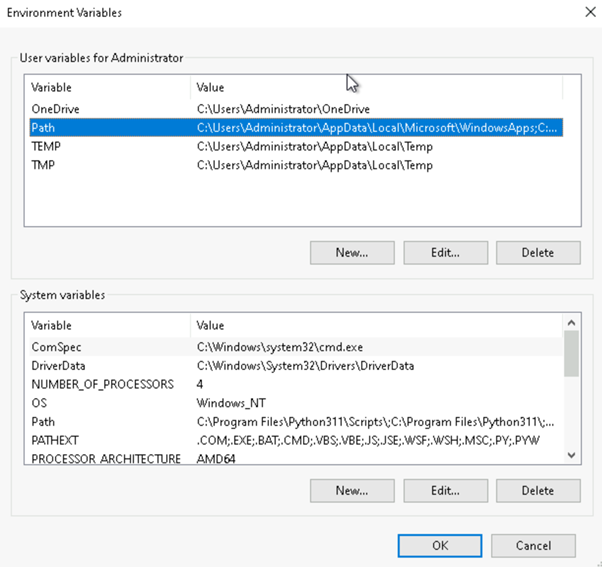 Environment Variables
User variables for Administrator
Variable Value
OneDrive C:\Users\Administrator\OneDrive
Path C:\Users\Administrator\AppData\Local\Microsoft\WindowsApps;C:...
TEMP C:\Users\Administrator\AppData\Local\Temp
TMP C:\Users\Administrator\AppData\Local\Temp
New... Edit... Delete
System variables
Variable Value
ComSpec C:\Windows\system32\cmd.exe
DriverData C:\Windows\System32\Drivers\DriverData
NUMBER_OF_PROCESSORS 4
OS Windows_NT
Path C:\Program Files\Python311\Scripts\;C:\Program Files\Python311\;...
PATHEXT .COM;.EXE;.BAT;.CMD;.VBS;.VBE;.JS;.JSE;.WSF;.WSH;.MSC;.PY;.PYW
PROCESSOR_ARCHITECTURE AMD64
New... Edit... Delete
OK Cancel